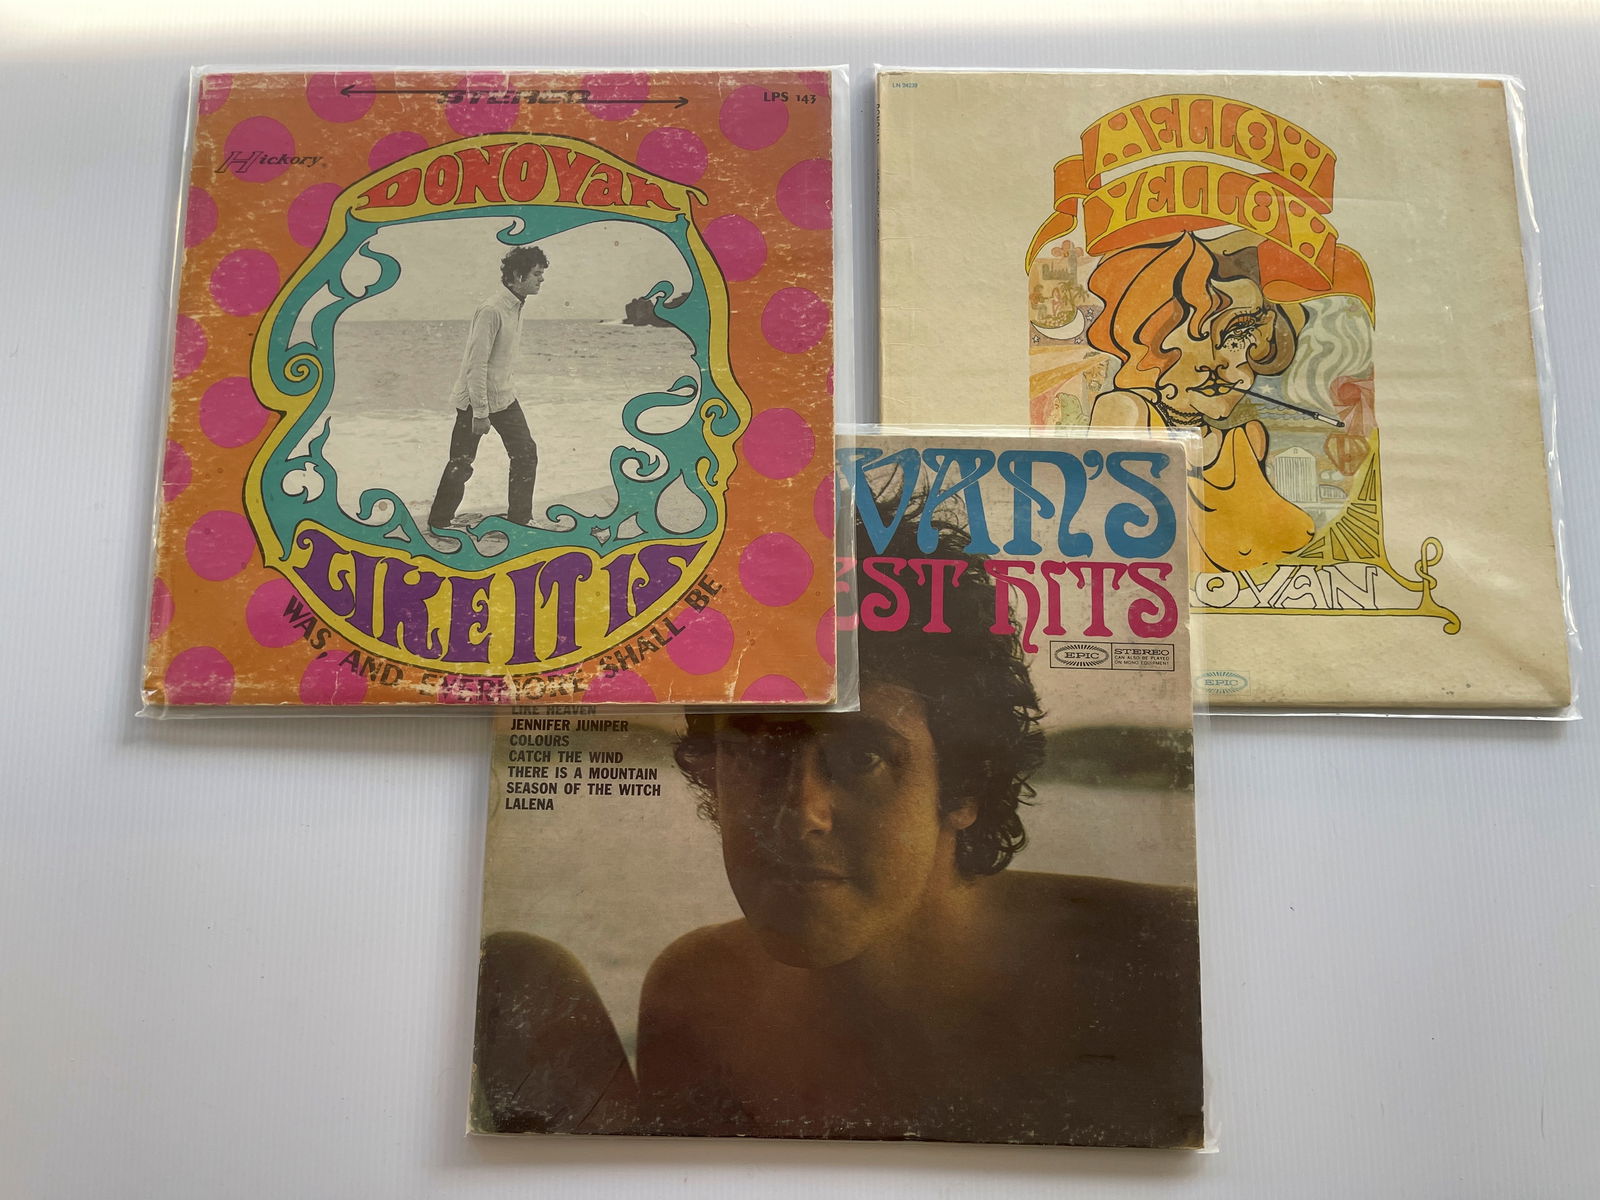 STEREO
LPS 143
Hickory
DONOVAN
LIKE IT IS
WAS, AND EVERMORE SHALL BE
LN 24239
MELLOW
YELLOW
OVAN
EPIC
VAN'S
EST HITS
EPIC
STEREO
CAN ALSO BE PLAYED
ON MONO EQUIPMENT
LIKE HEAVEN
JENNIFER JUNIPER
COLOURS
CATCH THE WIND
THERE IS A MOUNTAIN
SEASON OF THE WITCH
LALENA